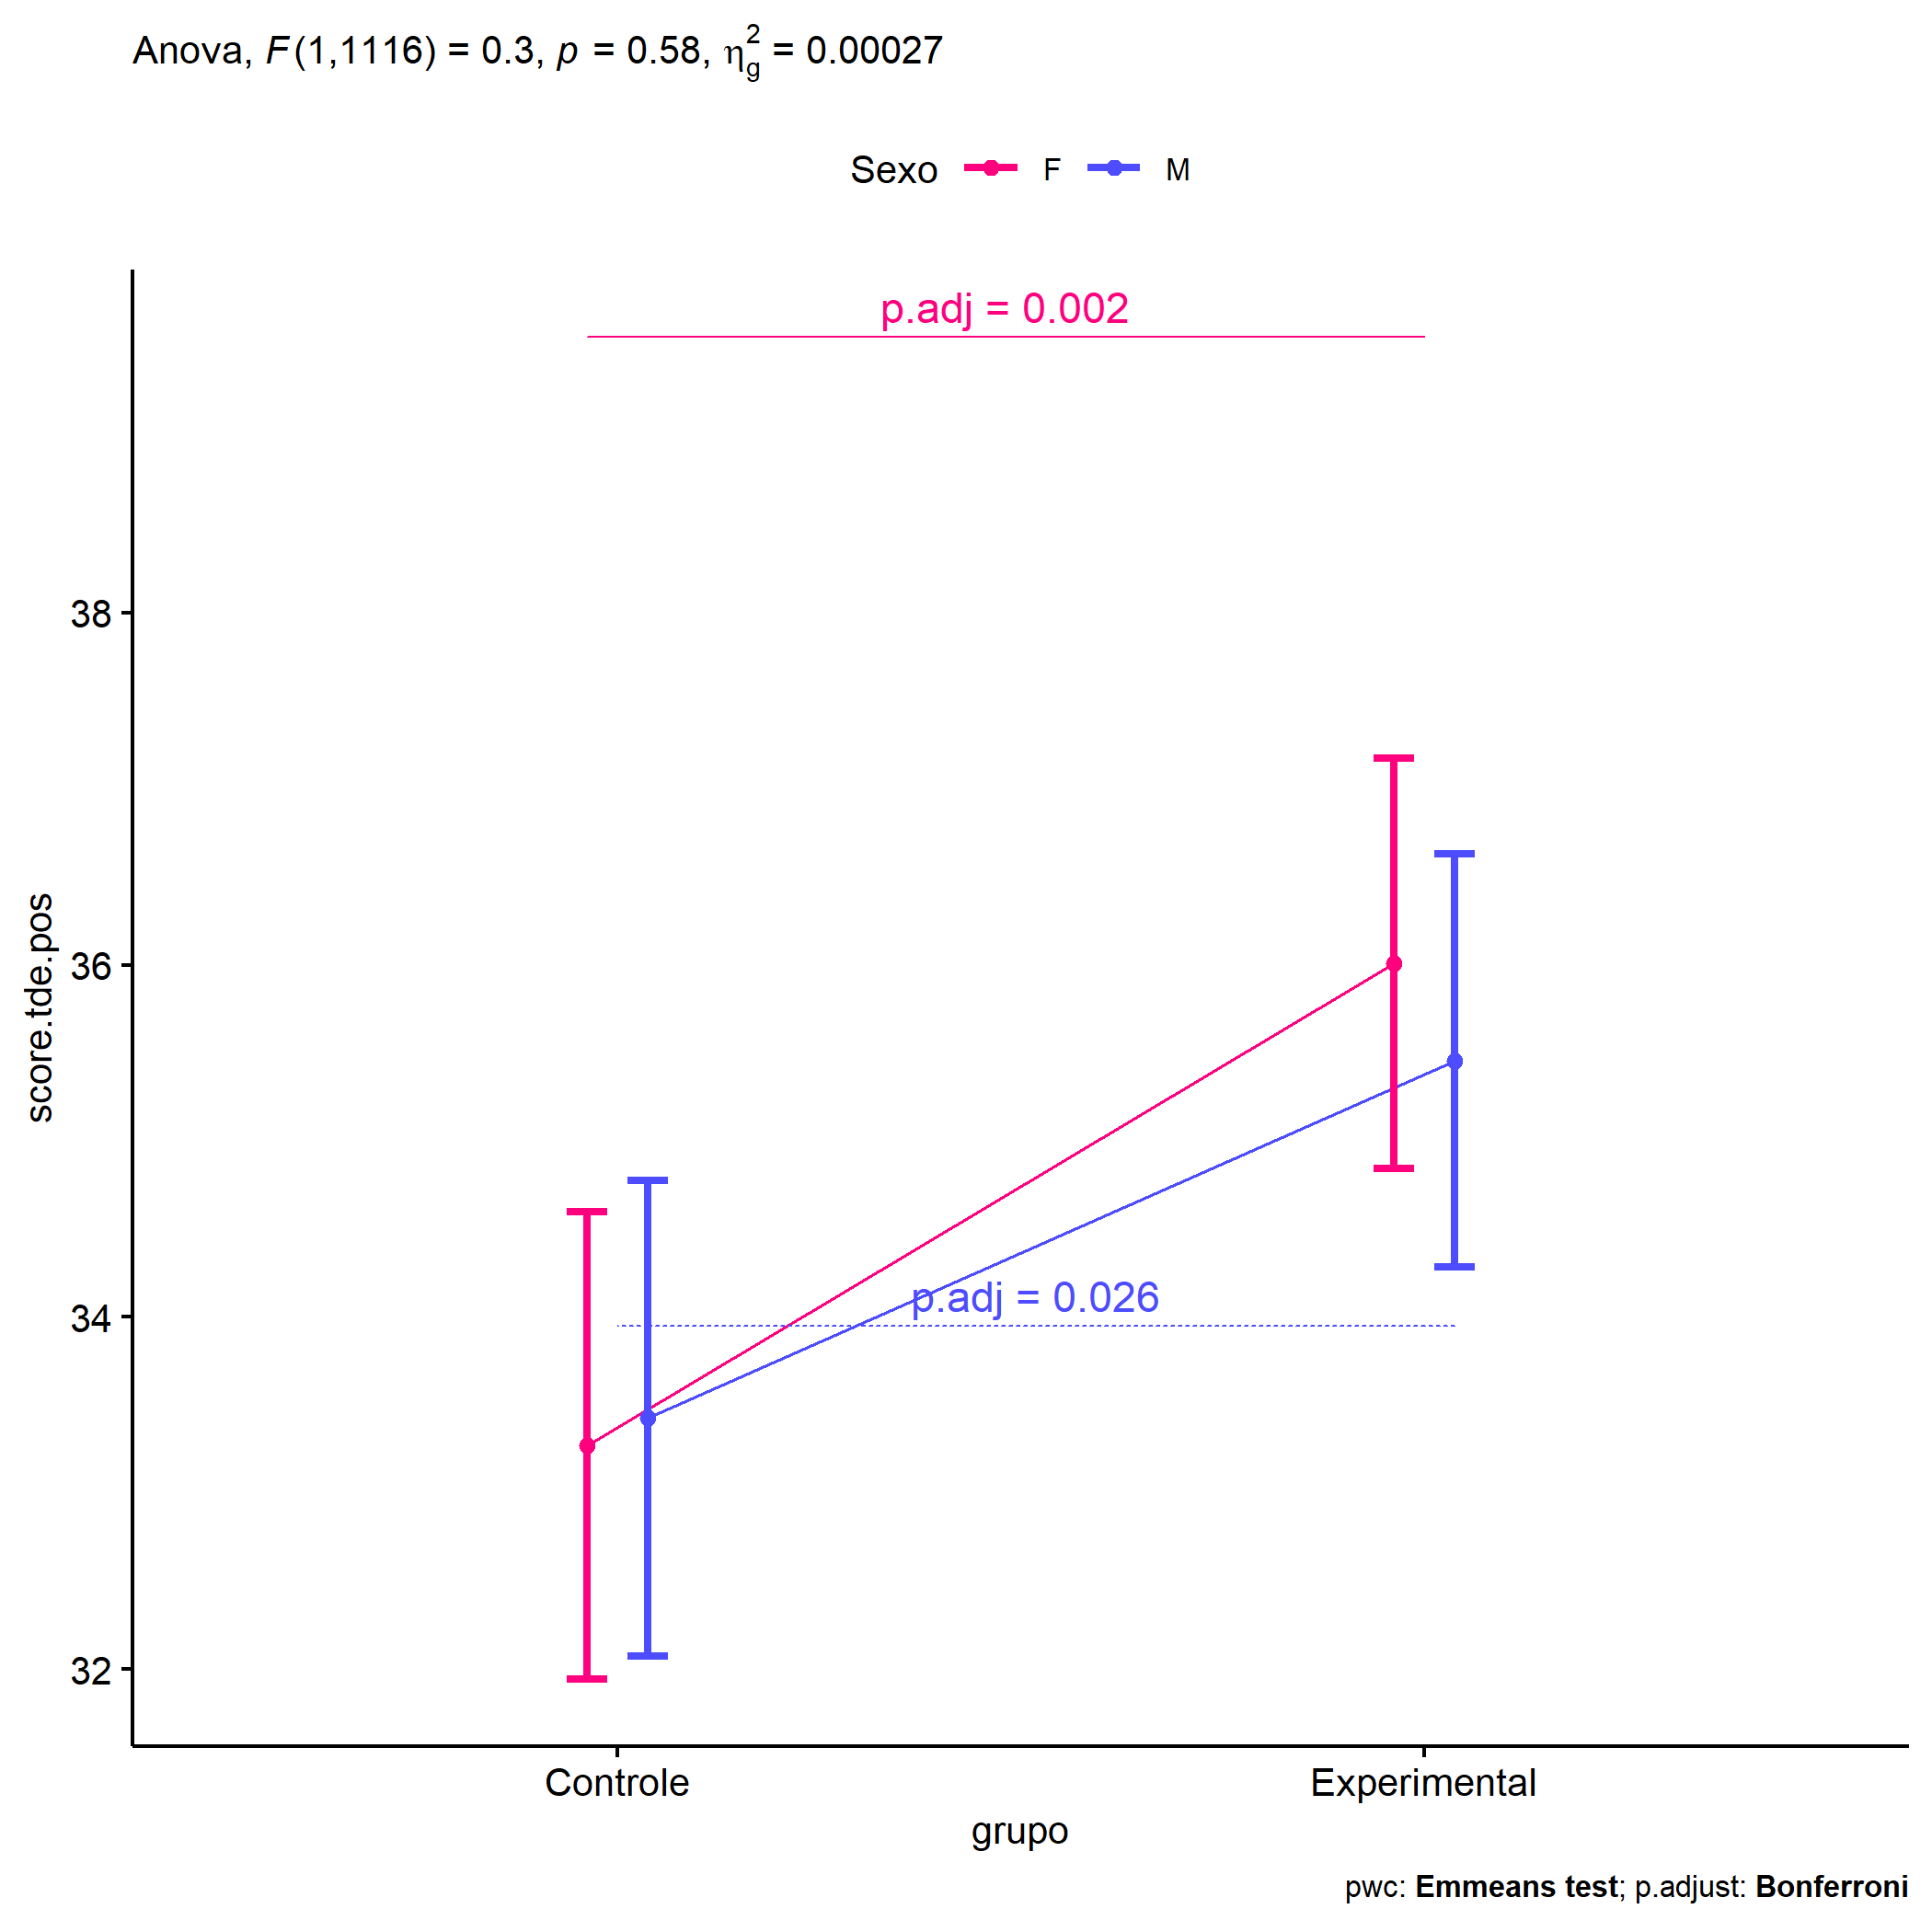 Anova, F(1,1116) = 0.3, p = 0.58, η²g = 0.00027
Sexo F M
p.adj = 0.002
38
36
34
32
p.adj = 0.026
score.tde.pos
Controle Experimental
grupo
pwc: Emmeans test; p.adjust: Bonferroni